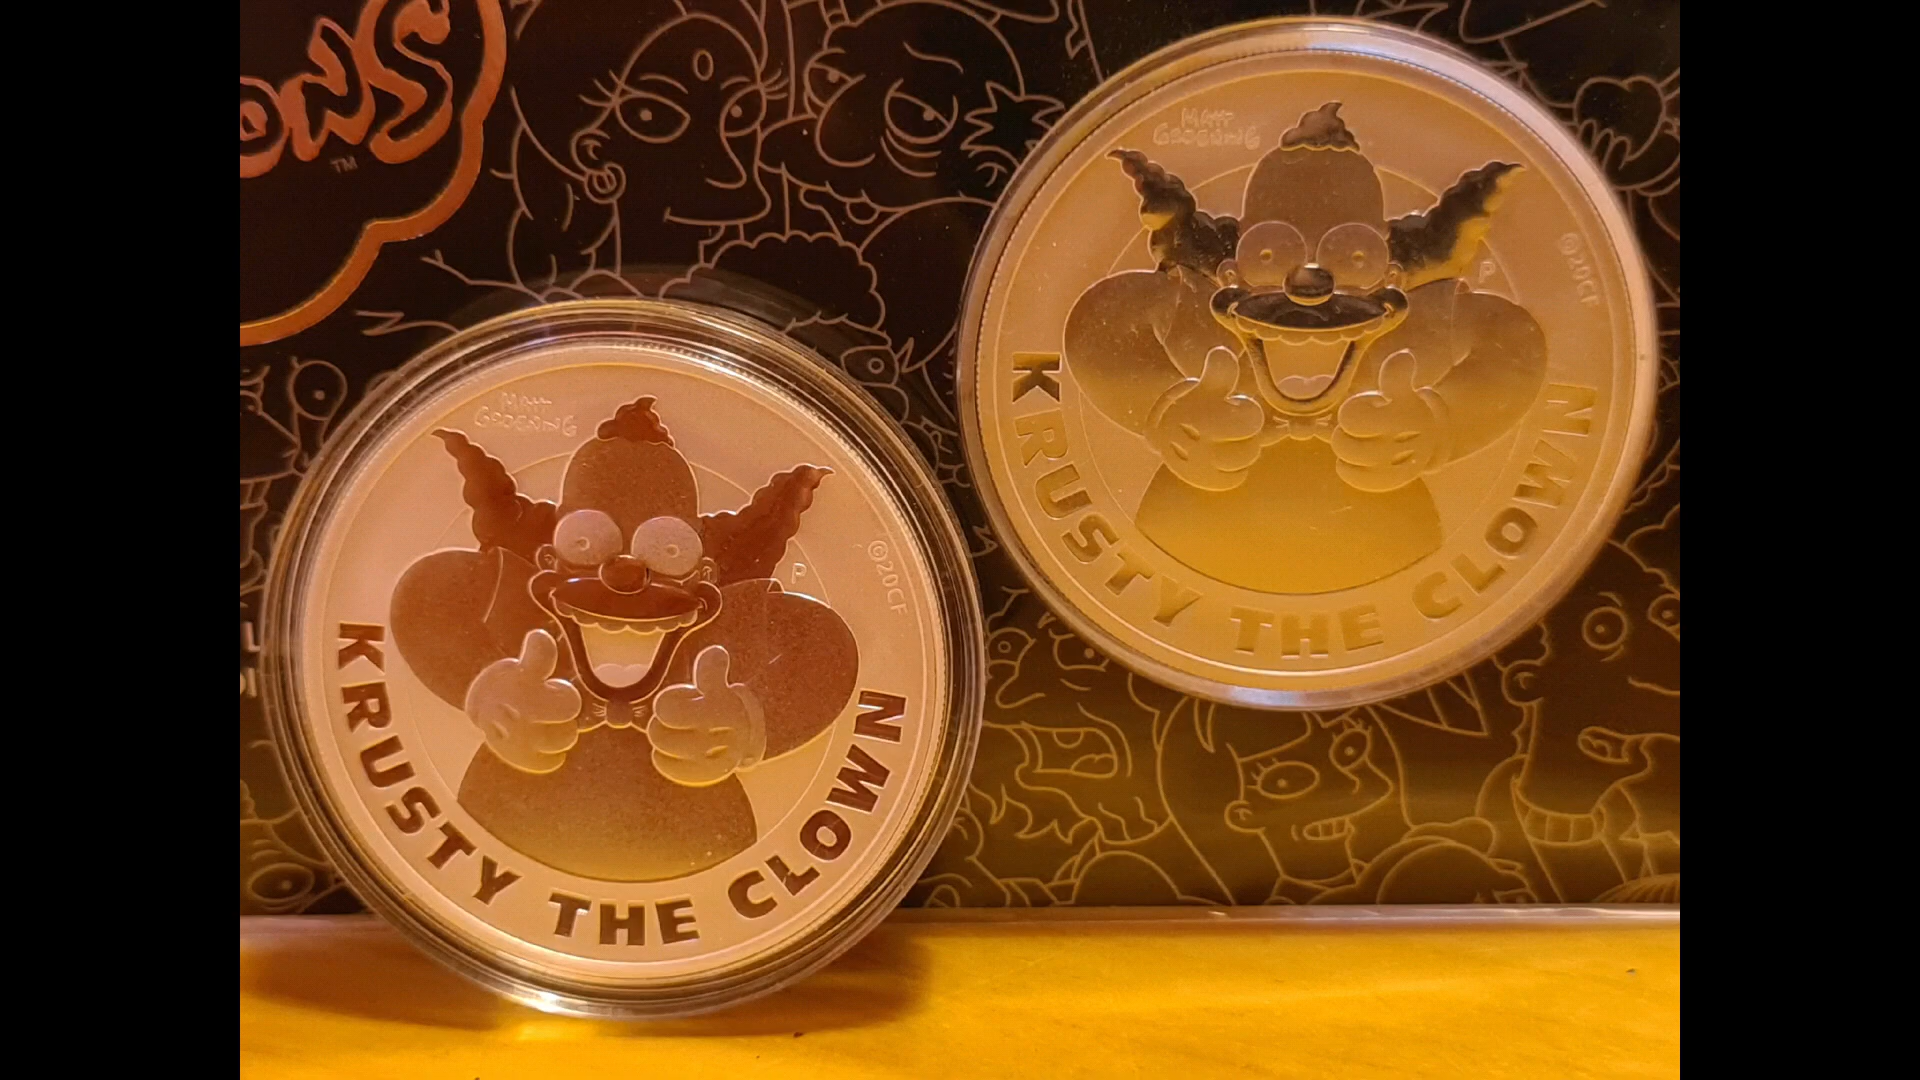 ONS
TM
MATT
GROENING
P
©20CF
KRUSTY THE CLOWN
MATT
GROENING
P
©20CF
KRUSTY THE CLOWN